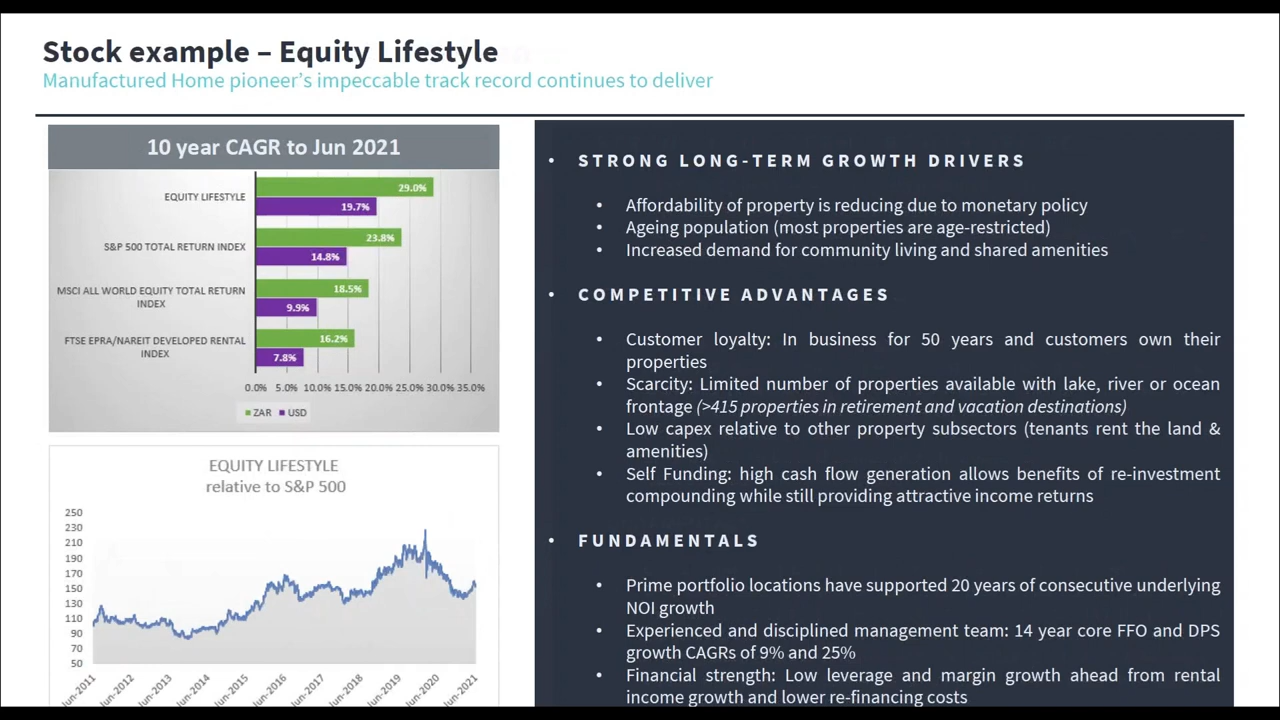 Stock example – Equity Lifestyle
Manufactured Home pioneer's impeccable track record continues to deliver
10 year CAGR to Jun 2021
EQUITY LIFESTYLE
29.0%
19.7%
S&P 500 TOTAL RETURN INDEX
23.8%
14.8%
MSCI ALL WORLD EQUITY TOTAL RETURN
INDEX
18.5%
9.9%
FTSE EPRA/NAREIT DEVELOPED RENTAL
INDEX
16.2%
7.8%
0.0% 5.0% 10.0% 15.0% 20.0% 25.0% 30.0% 35.0%
ZAR USD
EQUITY LIFESTYLE
relative to S&P 500
250
230
210
190
170
150
130
110
90
70
50
Jun-2011 Jun-2012 Jun-2013 Jun-2014 Jun-2015 Jun-2016 Jun-2017 Jun-2018 Jun-2019 Jun-2020 Jun-2021
• STRONG LONG-TERM GROWTH DRIVERS
• Affordability of property is reducing due to monetary policy
• Ageing population (most properties are age-restricted)
• Increased demand for community living and shared amenities
• COMPETITIVE ADVANTAGES
• Customer loyalty: In business for 50 years and customers own their
properties
• Scarcity: Limited number of properties available with lake, river or ocean
frontage (>415 properties in retirement and vacation destinations)
• Low capex relative to other property subsectors (tenants rent the land &
amenities)
• Self Funding: high cash flow generation allows benefits of re-investment
compounding while still providing attractive income returns
• FUNDAMENTALS
• Prime portfolio locations have supported 20 years of consecutive underlying
NOI growth
• Experienced and disciplined management team: 14 year core FFO and DPS
growth CAGRs of 9% and 25%
• Financial strength: Low leverage and margin growth ahead from rental
income growth and lower re-financing costs